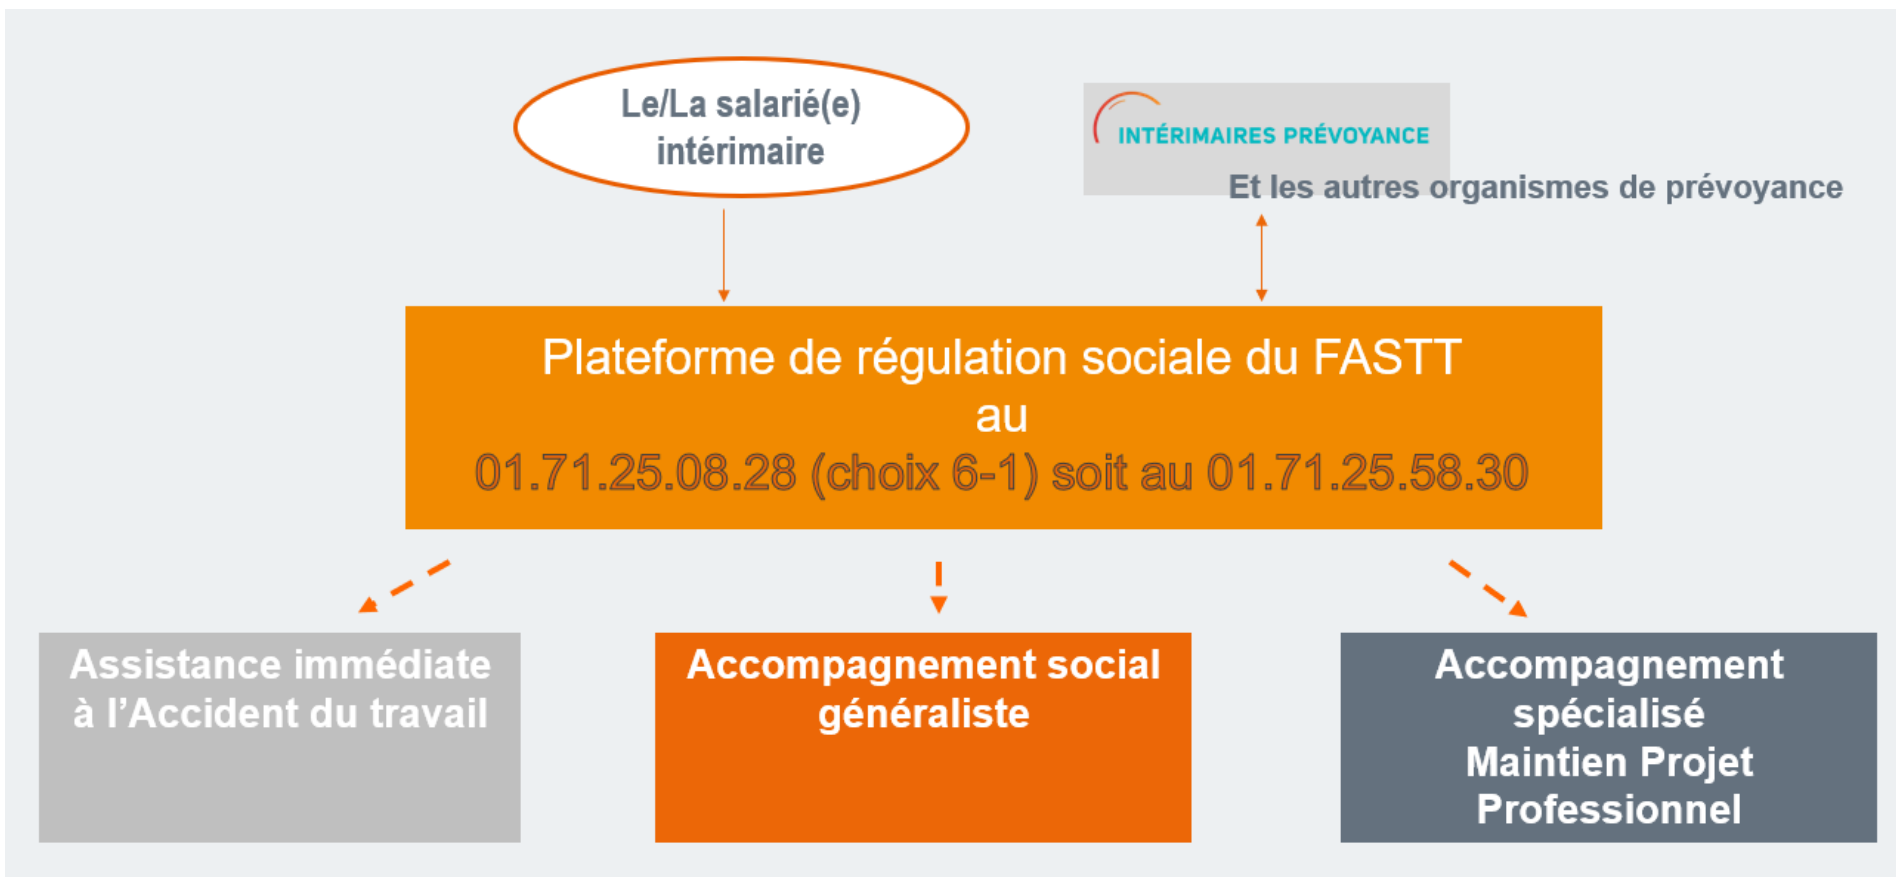 Le/La salarié(e)
intérimaire
INTÉRIMAIRES PRÉVOYANCE
Et les autres organismes de prévoyance
Plateforme de régulation sociale du FASTT
au
01.71.25.08.28 (choix 6-1) soit au 01.71.25.58.30
Assistance immédiate
à l’Accident du travail
Accompagnement social
généraliste
Accompagnement
spécialisé
Maintien Projet
Professionnel